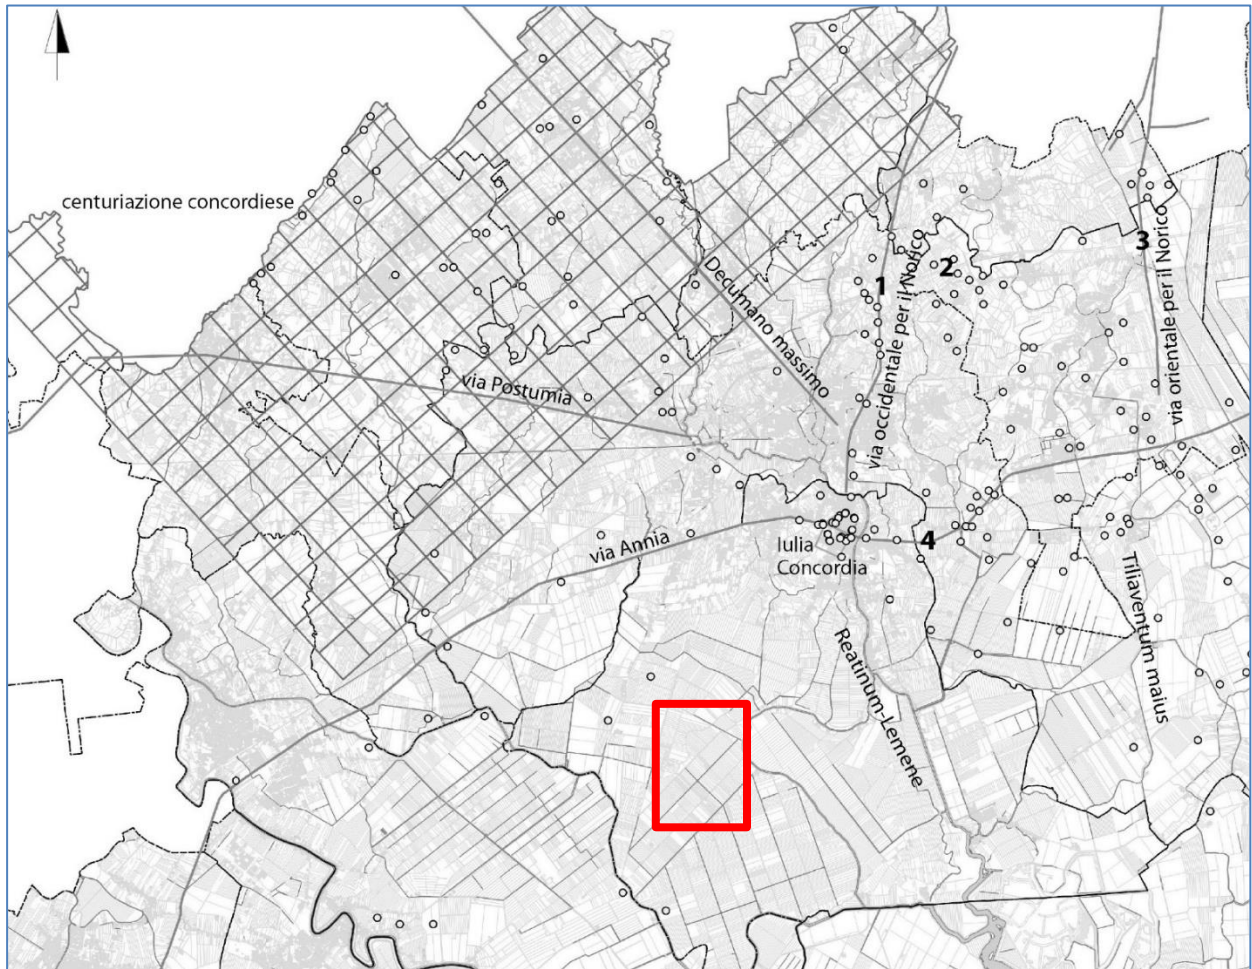 centuriazione concordiese
Decumano massimo
via Postumia
1
via occidentale per il Norico
2
3
via orientale per il Norico
via Annia
Iulia
Concordia
4
Reatinum-Lemene
Tiliaventum maius